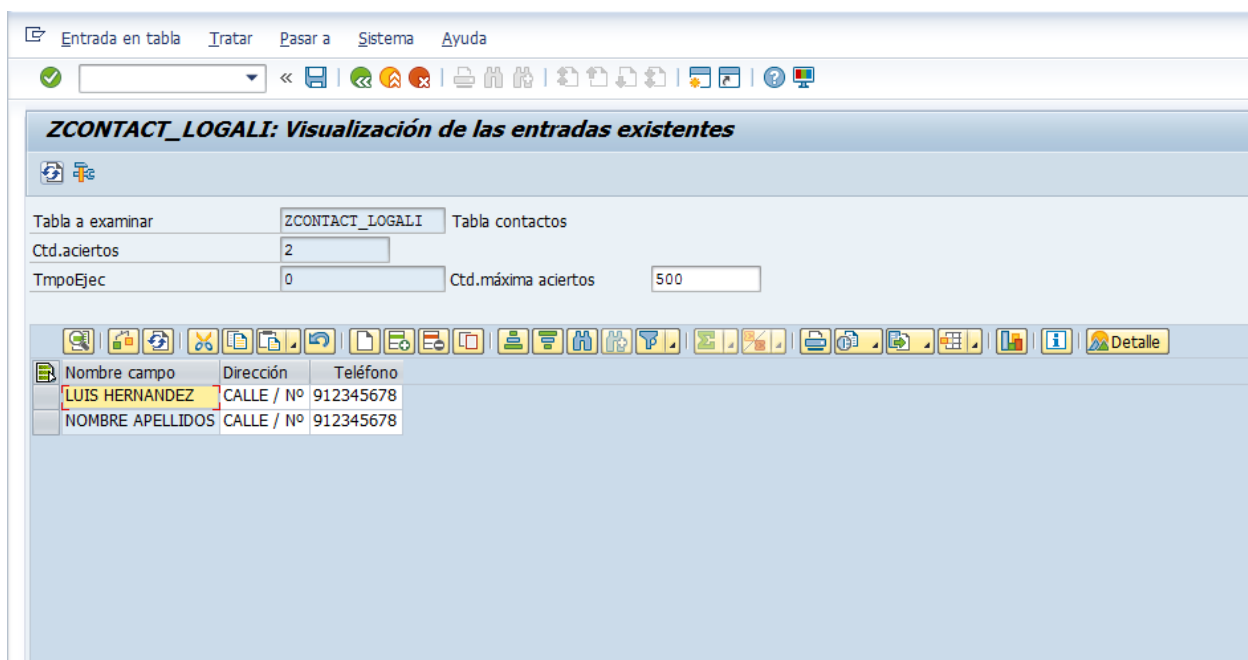 Entrada en tabla Tratar Pasar a Sistema Ayuda
ZCONTACT_LOGALI: Visualización de las entradas existentes
Tabla a examinar ZCONTACT_LOGALI Tabla contactos
Ctd.aciertos 2
TmpoEjec 0 Ctd.máxima aciertos 500
Detalle
Nombre campo Dirección Teléfono
LUIS HERNANDEZ CALLE / Nº 912345678
NOMBRE APELLIDOS CALLE / Nº 912345678